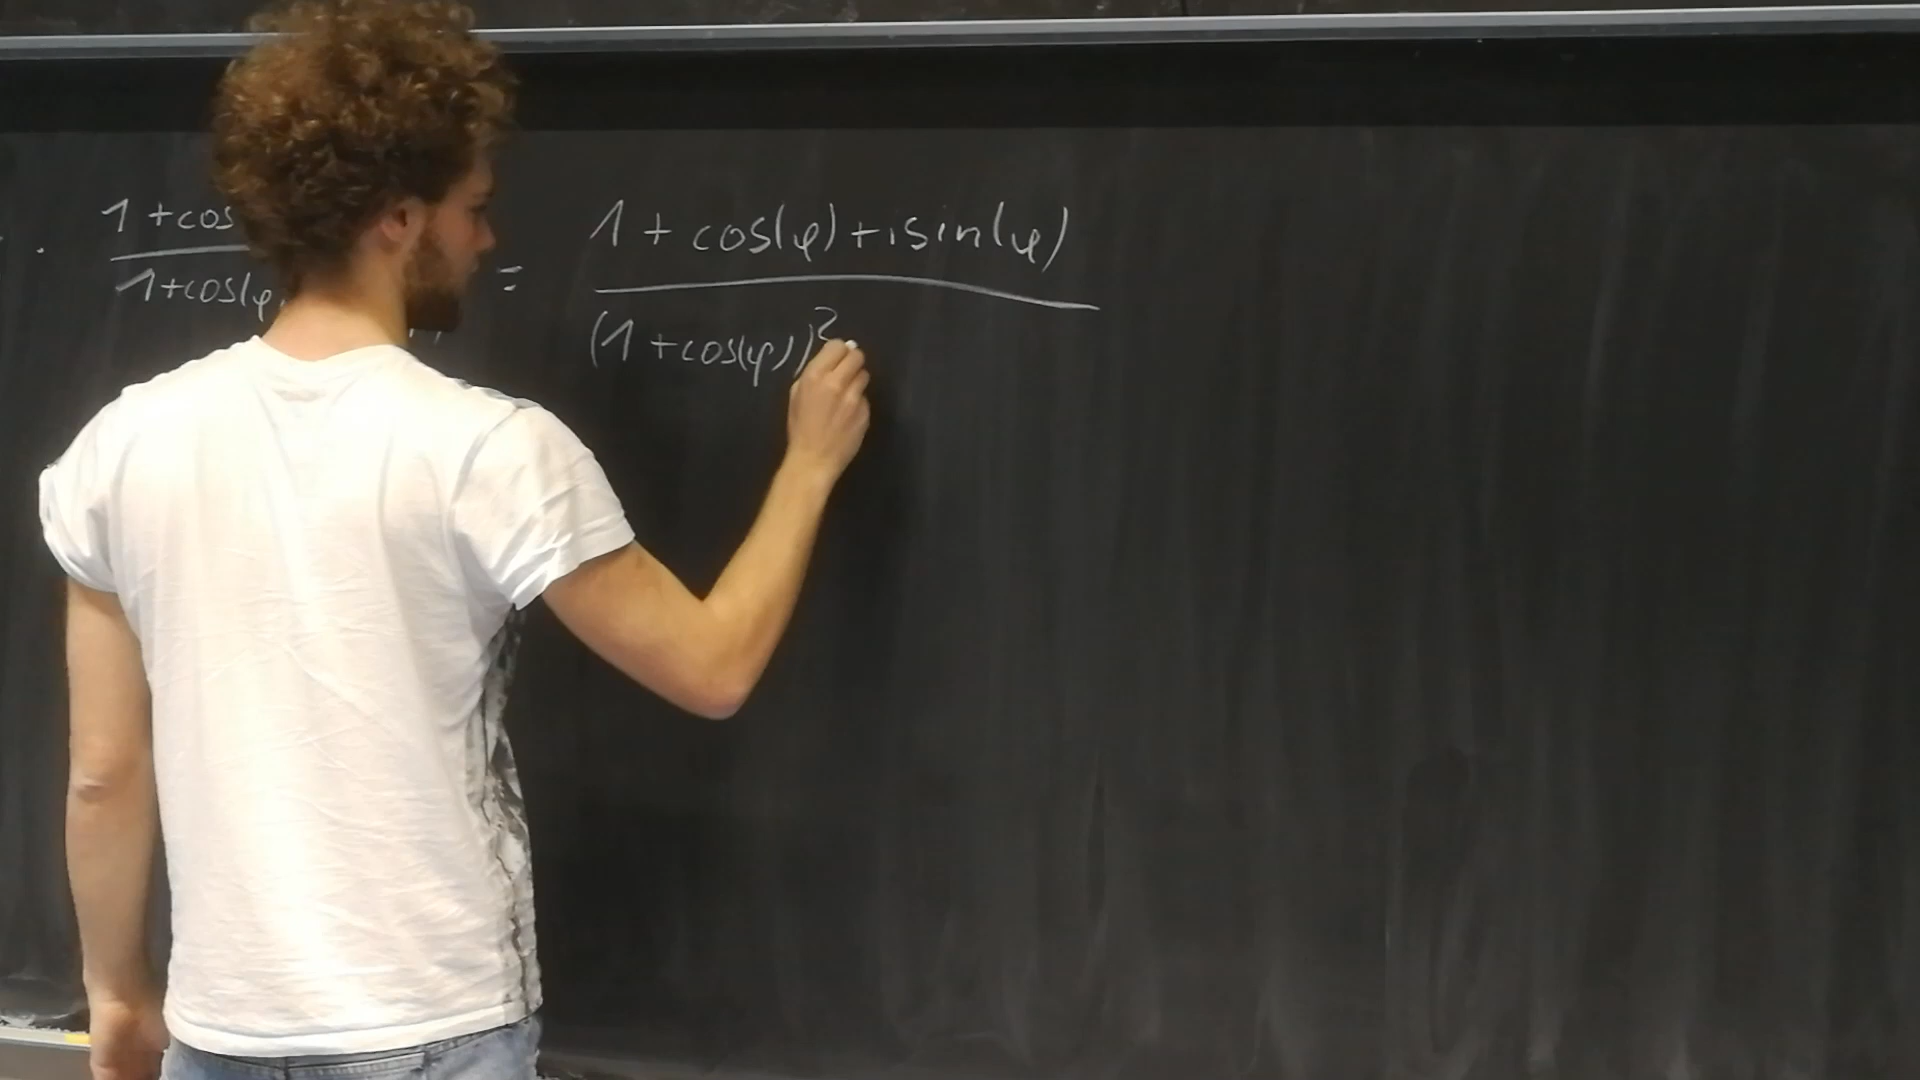 · 1 + cos = 1 + cos(φ) + i sin(φ)
1 + cos(φ (1 + cos(φ))²